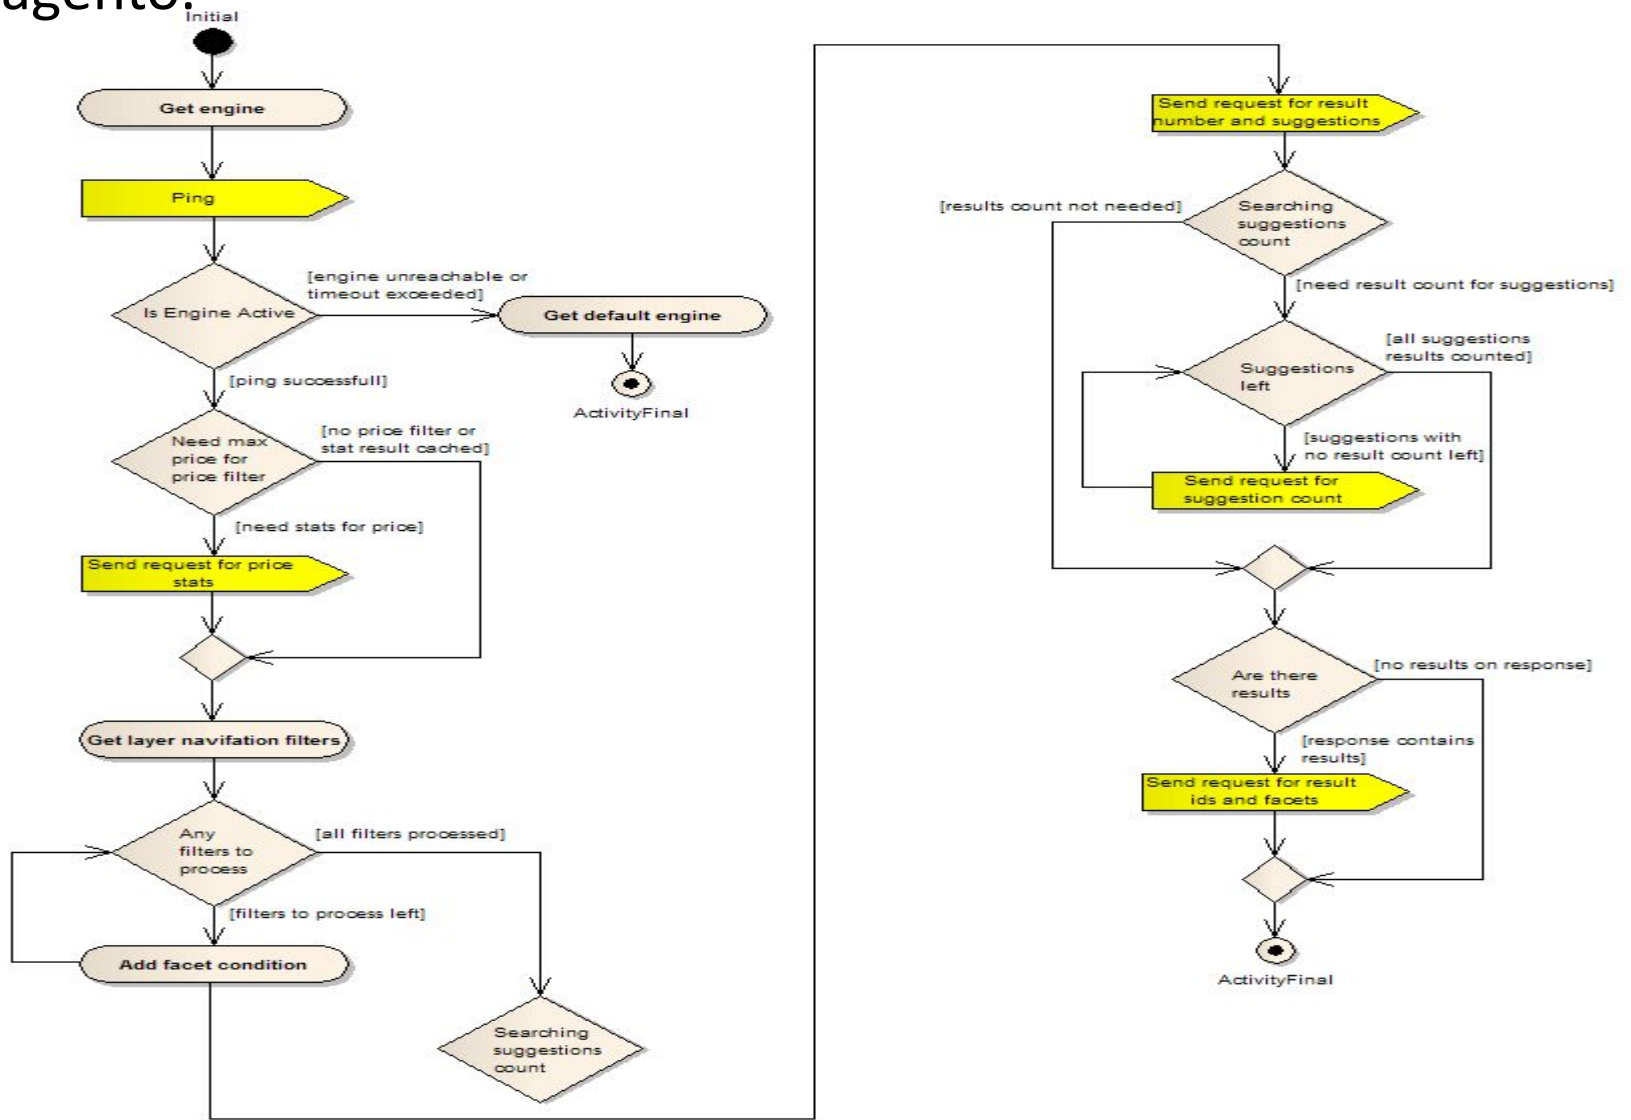 agento.
Initial
Get engine
Ping
[engine unreachable or
timeout exceeded]
Is Engine Active
Get default engine
[ping successfull]
ActivityFinal
Need max
price for
price filter
[no price filter or
stat result cached]
[need stats for price]
Send request for price
stats
Get layer navifation filters
Any
filters to
process
[all filters processed]
[filters to process left]
Add facet condition
Searching
suggestions
count
Send request for result
number and suggestions
[results count not needed]
Searching
suggestions
count
[need result count for suggestions]
[all suggestions
results counted]
Suggestions
left
[suggestions with
no result count left]
Send request for
suggestion count
Are there
results
[no results on response]
[response contains
results]
Send request for result
ids and facets
ActivityFinal